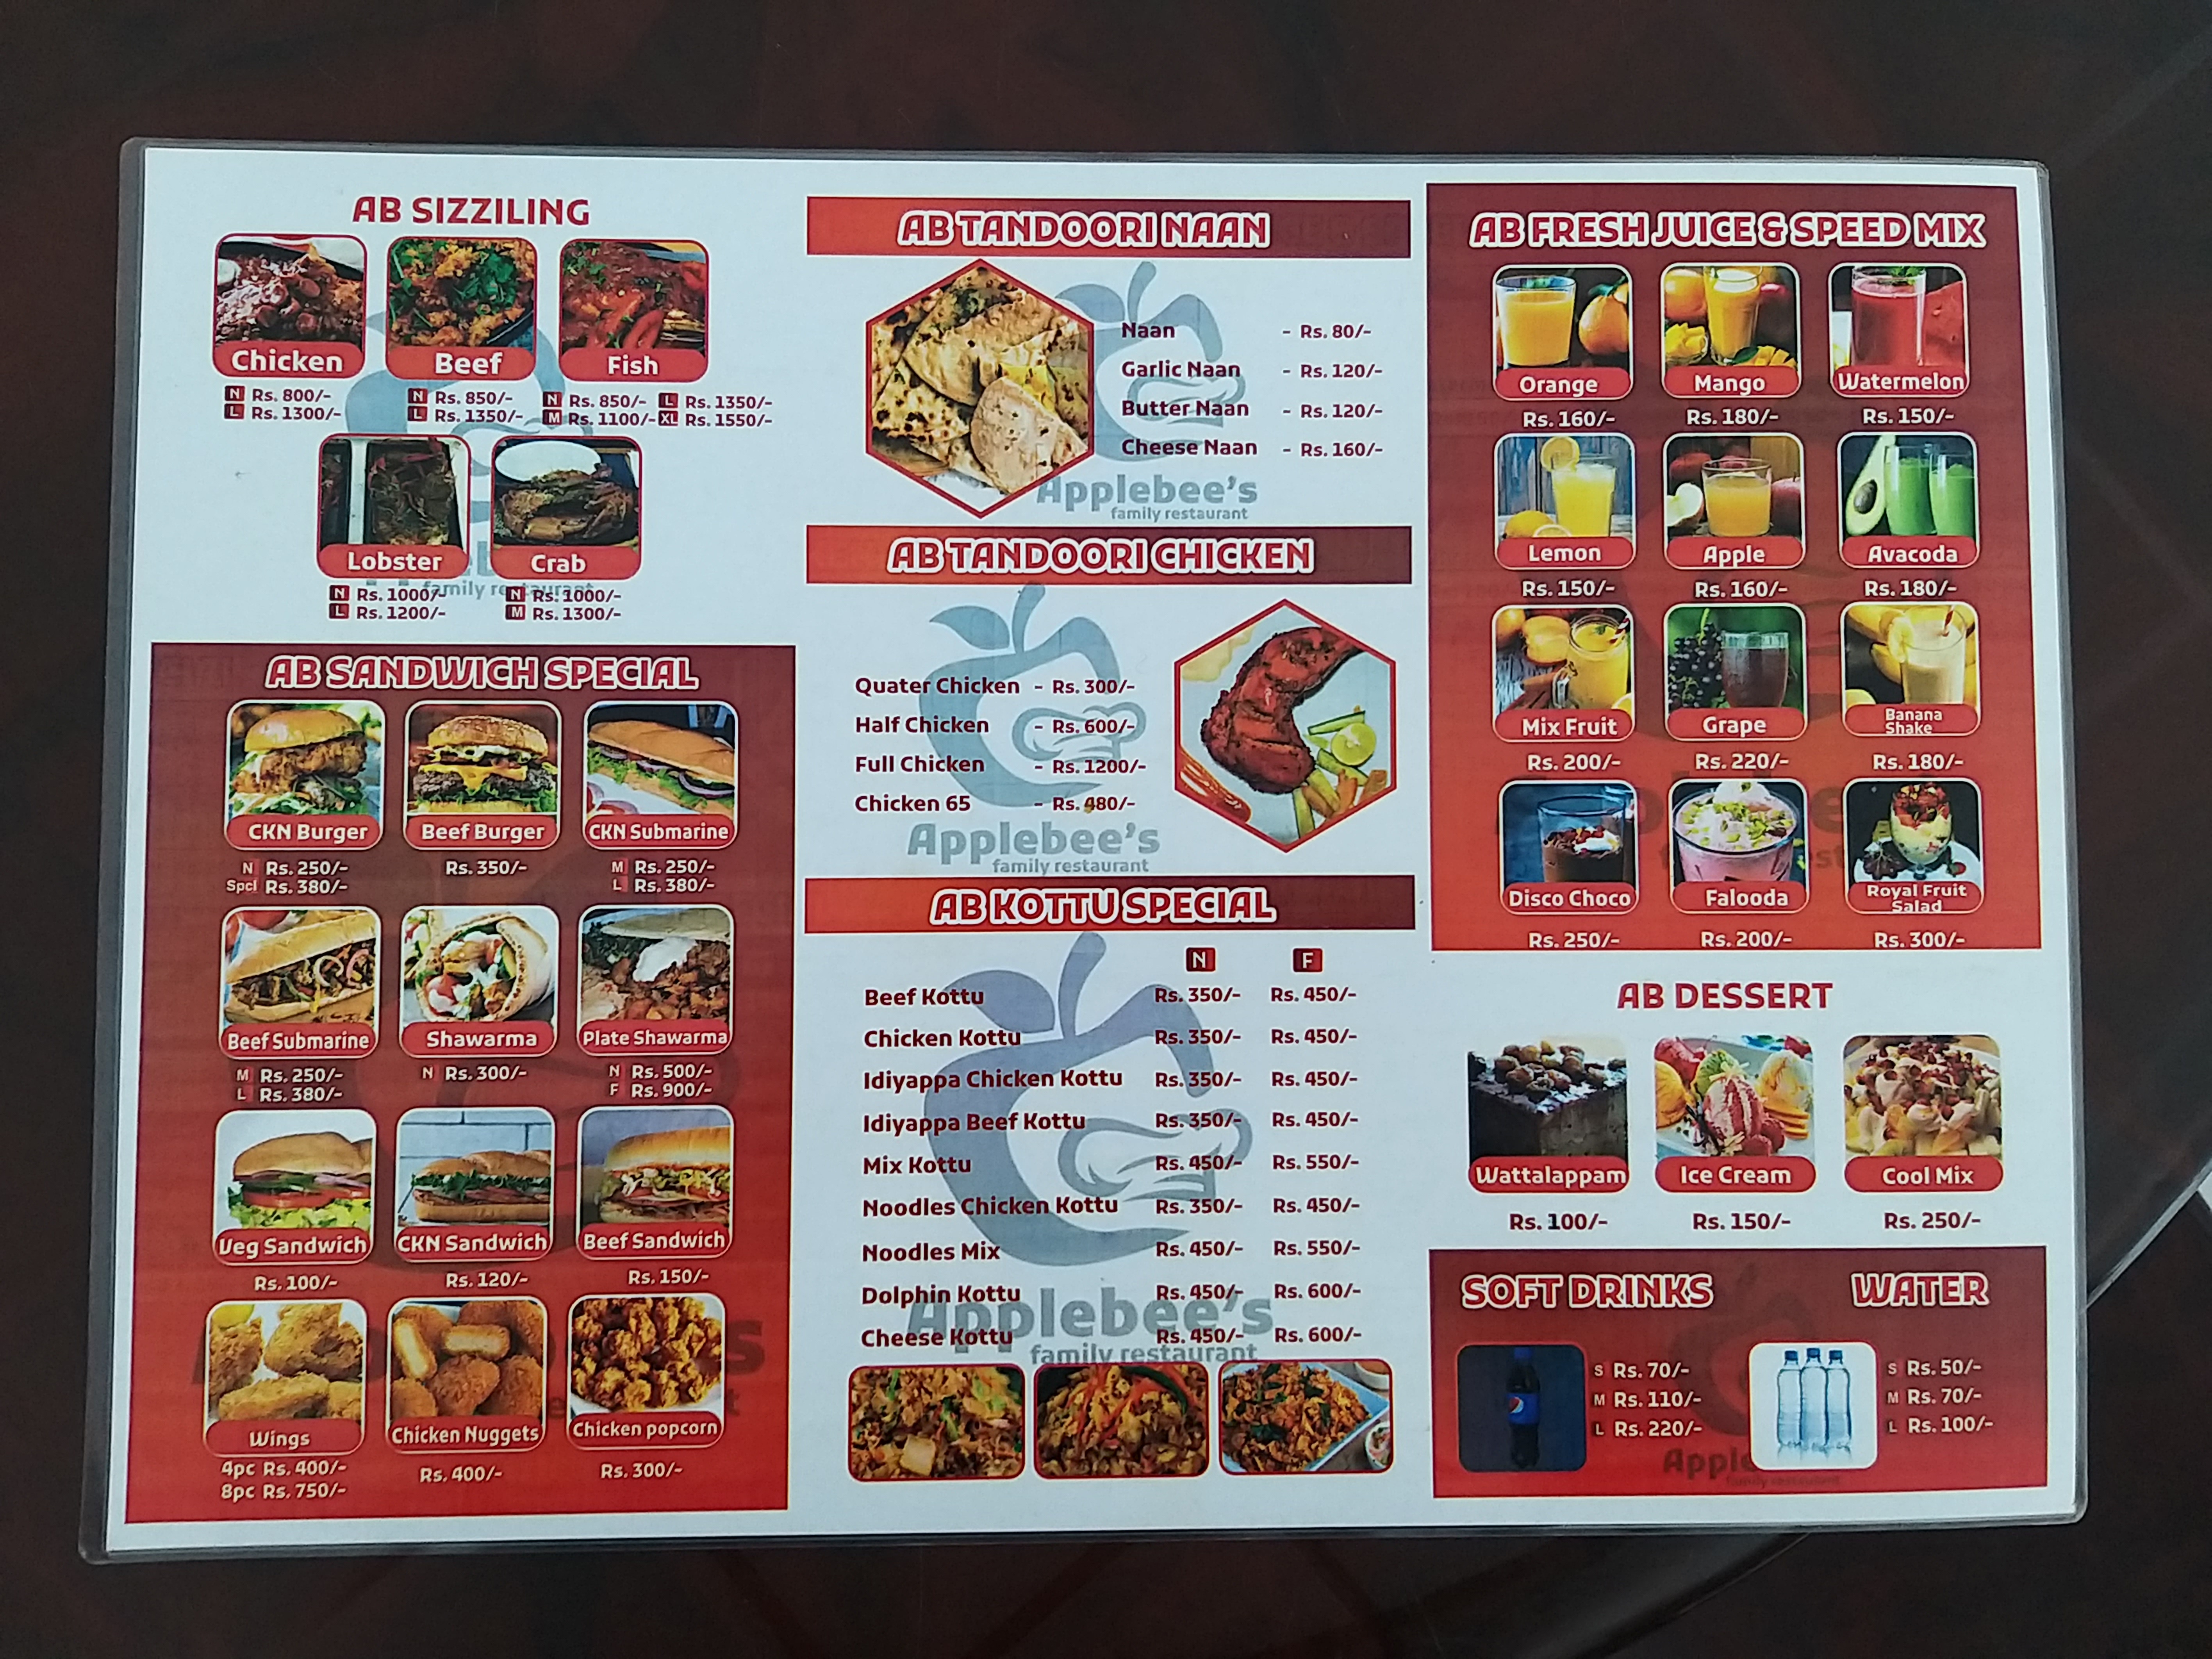 AB SIZZILING
Chicken
N Rs. 800/-
L Rs. 1300/-
Beef
N Rs. 850/-
L Rs. 1350/-
Fish
N Rs. 850/- L Rs. 1350/-
M Rs. 1100/- XL Rs. 1550/-
Lobster
N Rs. 1000/-
L Rs. 1200/-
Crab
N Rs. 1000/-
M Rs. 1300/-
family restaurant
AB SANDWICH SPECIAL
CKN Burger
N Rs. 250/-
Spcl Rs. 380/-
Beef Burger
Rs. 350/-
CKN Submarine
M Rs. 250/-
L Rs. 380/-
Beef Submarine
M Rs. 250/-
L Rs. 380/-
Shawarma
N Rs. 300/-
Plate Shawarma
N Rs. 500/-
F Rs. 900/-
Veg Sandwich
Rs. 100/-
CKN Sandwich
Rs. 120/-
Beef Sandwich
Rs. 150/-
Wings
4pc Rs. 400/-
8pc Rs. 750/-
Chicken Nuggets
Rs. 400/-
Chicken popcorn
Rs. 300/-
AB TANDOORI NAAN
Naan - Rs. 80/-
Garlic Naan - Rs. 120/-
Butter Naan - Rs. 120/-
Cheese Naan - Rs. 160/-
Applebee's
family restaurant
AB TANDOORI CHICKEN
Quater Chicken - Rs. 300/-
Half Chicken - Rs. 600/-
Full Chicken - Rs. 1200/-
Chicken 65 - Rs. 480/-
Applebee's
family restaurant
AB KOTTU SPECIAL
N F
Beef Kottu Rs. 350/- Rs. 450/-
Chicken Kottu Rs. 350/- Rs. 450/-
Idiyappa Chicken Kottu Rs. 350/- Rs. 450/-
Idiyappa Beef Kottu Rs. 350/- Rs. 450/-
Mix Kottu Rs. 450/- Rs. 550/-
Noodles Chicken Kottu Rs. 350/- Rs. 450/-
Noodles Mix Rs. 450/- Rs. 550/-
Dolphin Kottu Rs. 450/- Rs. 600/-
Applebee's
Cheese Kottu Rs. 450/- Rs. 600/-
family restaurant
AB FRESH JUICE & SPEED MIX
Orange
Rs. 160/-
Mango
Rs. 180/-
Watermelon
Rs. 150/-
Lemon
Rs. 150/-
Apple
Rs. 160/-
Avacoda
Rs. 180/-
Mix Fruit
Rs. 200/-
Grape
Rs. 220/-
Banana
Shake
Rs. 180/-
Disco Choco
Rs. 250/-
Falooda
Rs. 200/-
Royal Fruit
Salad
Rs. 300/-
AB DESSERT
Wattalappam
Rs. 100/-
Ice Cream
Rs. 150/-
Cool Mix
Rs. 250/-
SOFT DRINKS
S Rs. 70/-
M Rs. 110/-
L Rs. 220/-
WATER
S Rs. 50/-
M Rs. 70/-
L Rs. 100/-
family restaurant